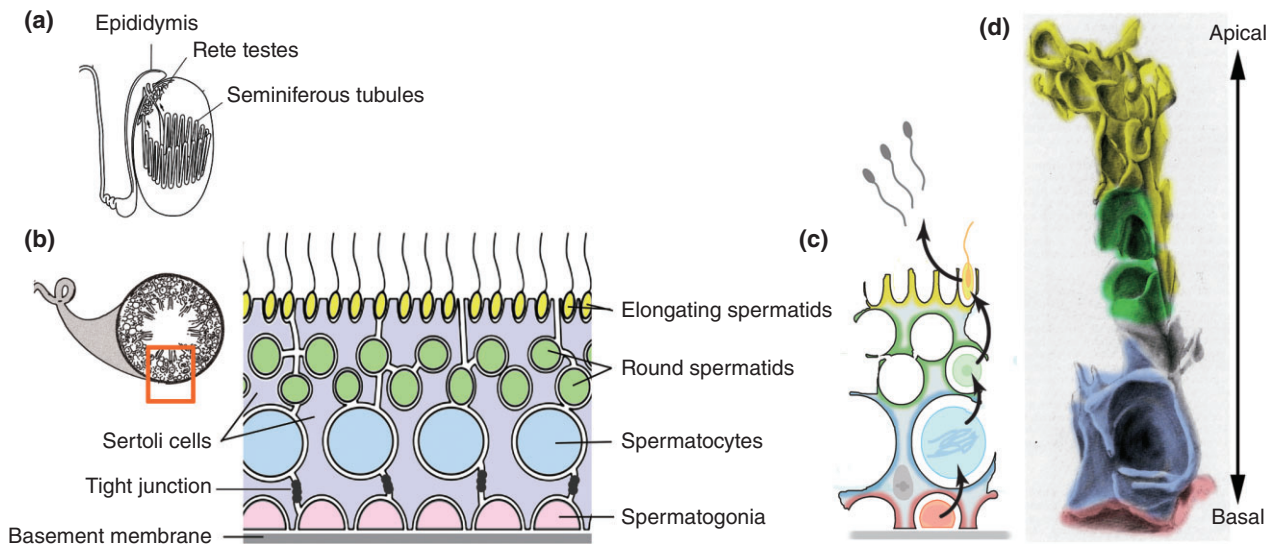 (a)
Epididymis
Rete testes
Seminiferous tubules
(b)
Elongating spermatids
Round spermatids
Sertoli cells
Spermatocytes
Tight junction
Spermatogonia
Basement membrane
(c)
(d)
Apical
Basal